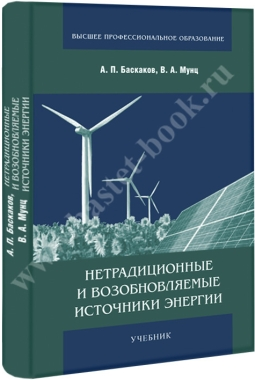 ВЫСШЕЕ ПРОФЕССИОНАЛЬНОЕ ОБРАЗОВАНИЕ
А. П. Баскаков, В. А. Мунц
НЕТРАДИЦИОННЫЕ
И ВОЗОБНОВЛЯЕМЫЕ
ИСТОЧНИКИ ЭНЕРГИИ
УЧЕБНИК
А. П. Баскаков,
В. А. Мунц
НЕТРАДИЦИОННЫЕ
И ВОЗОБНОВЛЯЕМЫЕ
ИСТОЧНИКИ ЭНЕРГИИ